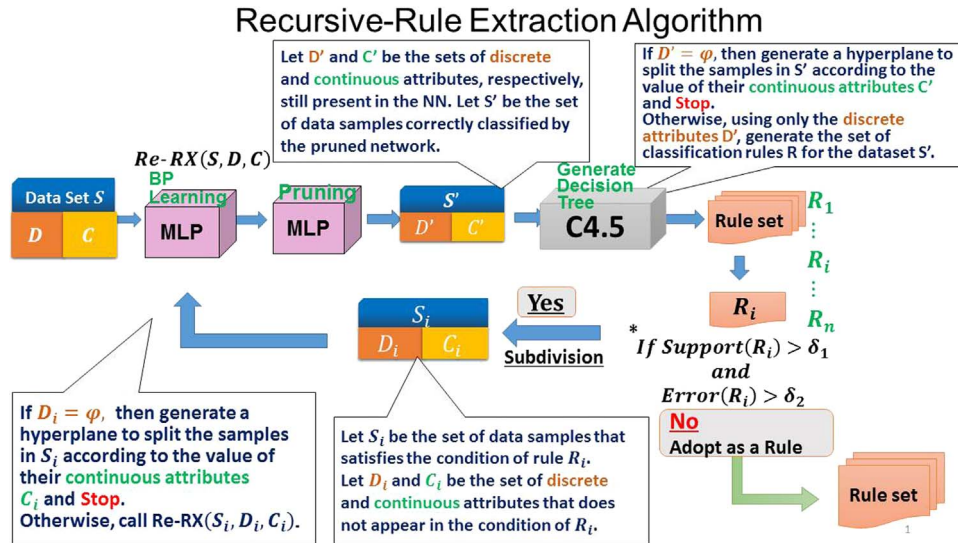 Recursive-Rule Extraction Algorithm
Let D' and C' be the sets of discrete
and continuous attributes, respectively,
still present in the NN. Let S' be the set
of data samples correctly classified by
the pruned network.
If D' = φ, then generate a hyperplane to
split the samples in S' according to the
value of their continuous attributes C'
and Stop.
Otherwise, using only the discrete
attributes D', generate the set of
classification rules R for the dataset S'.
Re-RX(S, D, C)
Data Set S
D C
BP
Learning
MLP
Pruning
MLP
S'
D' C'
Generate
Decision
Tree
C4.5
Rule set
R1
⋮
Ri
⋮
Rn
Ri
*
If Support(Ri) > δ1
and
Error(Ri) > δ2
Yes
Subdivision
Si
Di Ci
No
Adopt as a Rule
Rule set
If Di = φ, then generate a
hyperplane to split the samples
in Si according to the value of
their continuous attributes
Ci and Stop.
Otherwise, call Re-RX(Si, Di, Ci).
Let Si be the set of data samples that
satisfies the condition of rule Ri.
Let Di and Ci be the set of discrete
and continuous attributes that does
not appear in the condition of Ri.
1